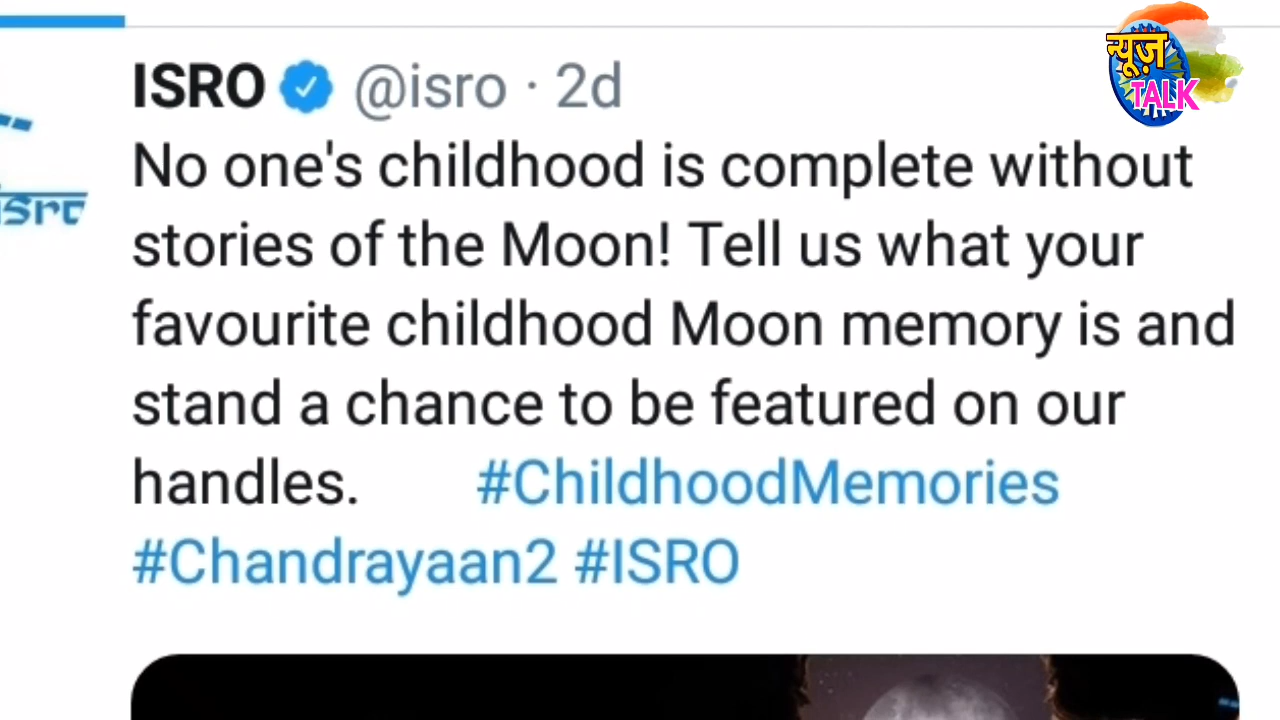 न्यूज़
TALK
ISRO @isro · 2d
No one's childhood is complete without
stories of the Moon! Tell us what your
favourite childhood Moon memory is and
stand a chance to be featured on our
handles. #ChildhoodMemories
#Chandrayaan2 #ISRO
isro